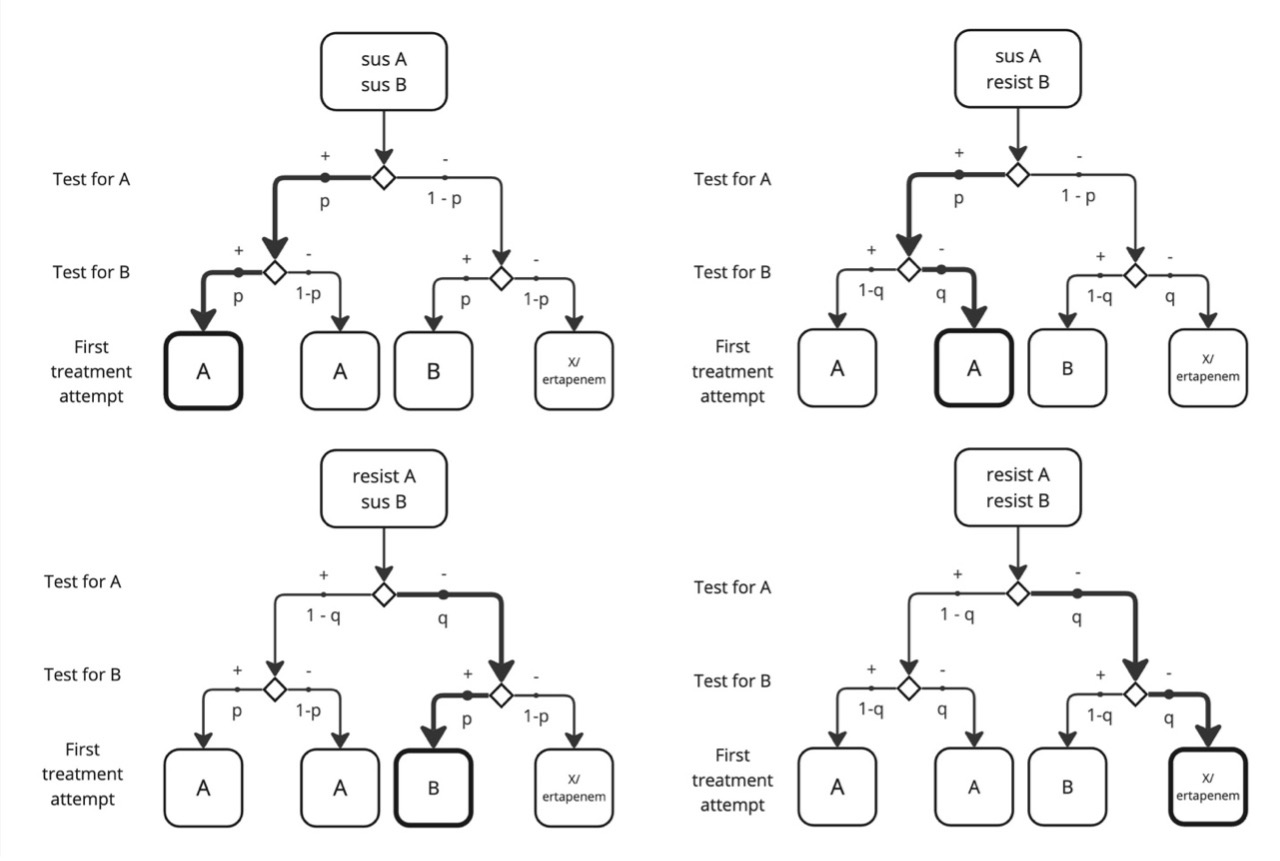 sus A
sus B
Test for A
+
-
p
1 - p
Test for B
+
-
+
-
p
1-p
p
1-p
First
treatment
attempt
A
A
B
X/
ertapenem
sus A
resist B
Test for A
+
-
p
1 - p
Test for B
+
-
+
-
1-q
q
1-q
q
First
treatment
attempt
A
A
B
X/
ertapenem
resist A
sus B
Test for A
+
-
1 - q
q
Test for B
+
-
+
-
p
1-p
p
1-p
First
treatment
attempt
A
A
B
X/
ertapenem
resist A
resist B
Test for A
+
-
1 - q
q
Test for B
+
-
+
-
1-q
q
1-q
q
First
treatment
attempt
A
A
B
X/
ertapenem